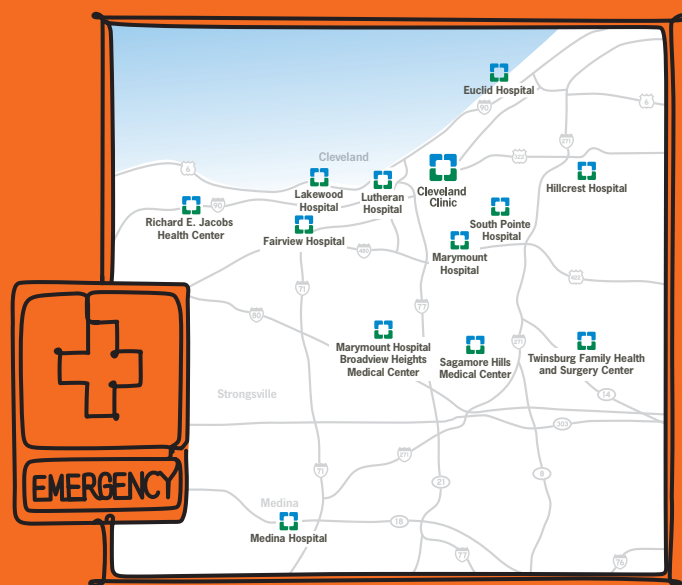 Euclid Hospital
90
6
271
Cleveland
322
6
Cleveland
Clinic
Hillcrest Hospital
Lakewood
Hospital
Lutheran
Hospital
90
Richard E. Jacobs
Health Center
South Pointe
Hospital
Fairview Hospital
480
Marymount
Hospital
422
71
77
80
271
Marymount Hospital
Broadview Heights
Medical Center
Sagamore Hills
Medical Center
Twinsburg Family Health
and Surgery Center
Strongsville
14
303
271
71
8
21
EMERGENCY
Medina
18
Medina Hospital
77
76